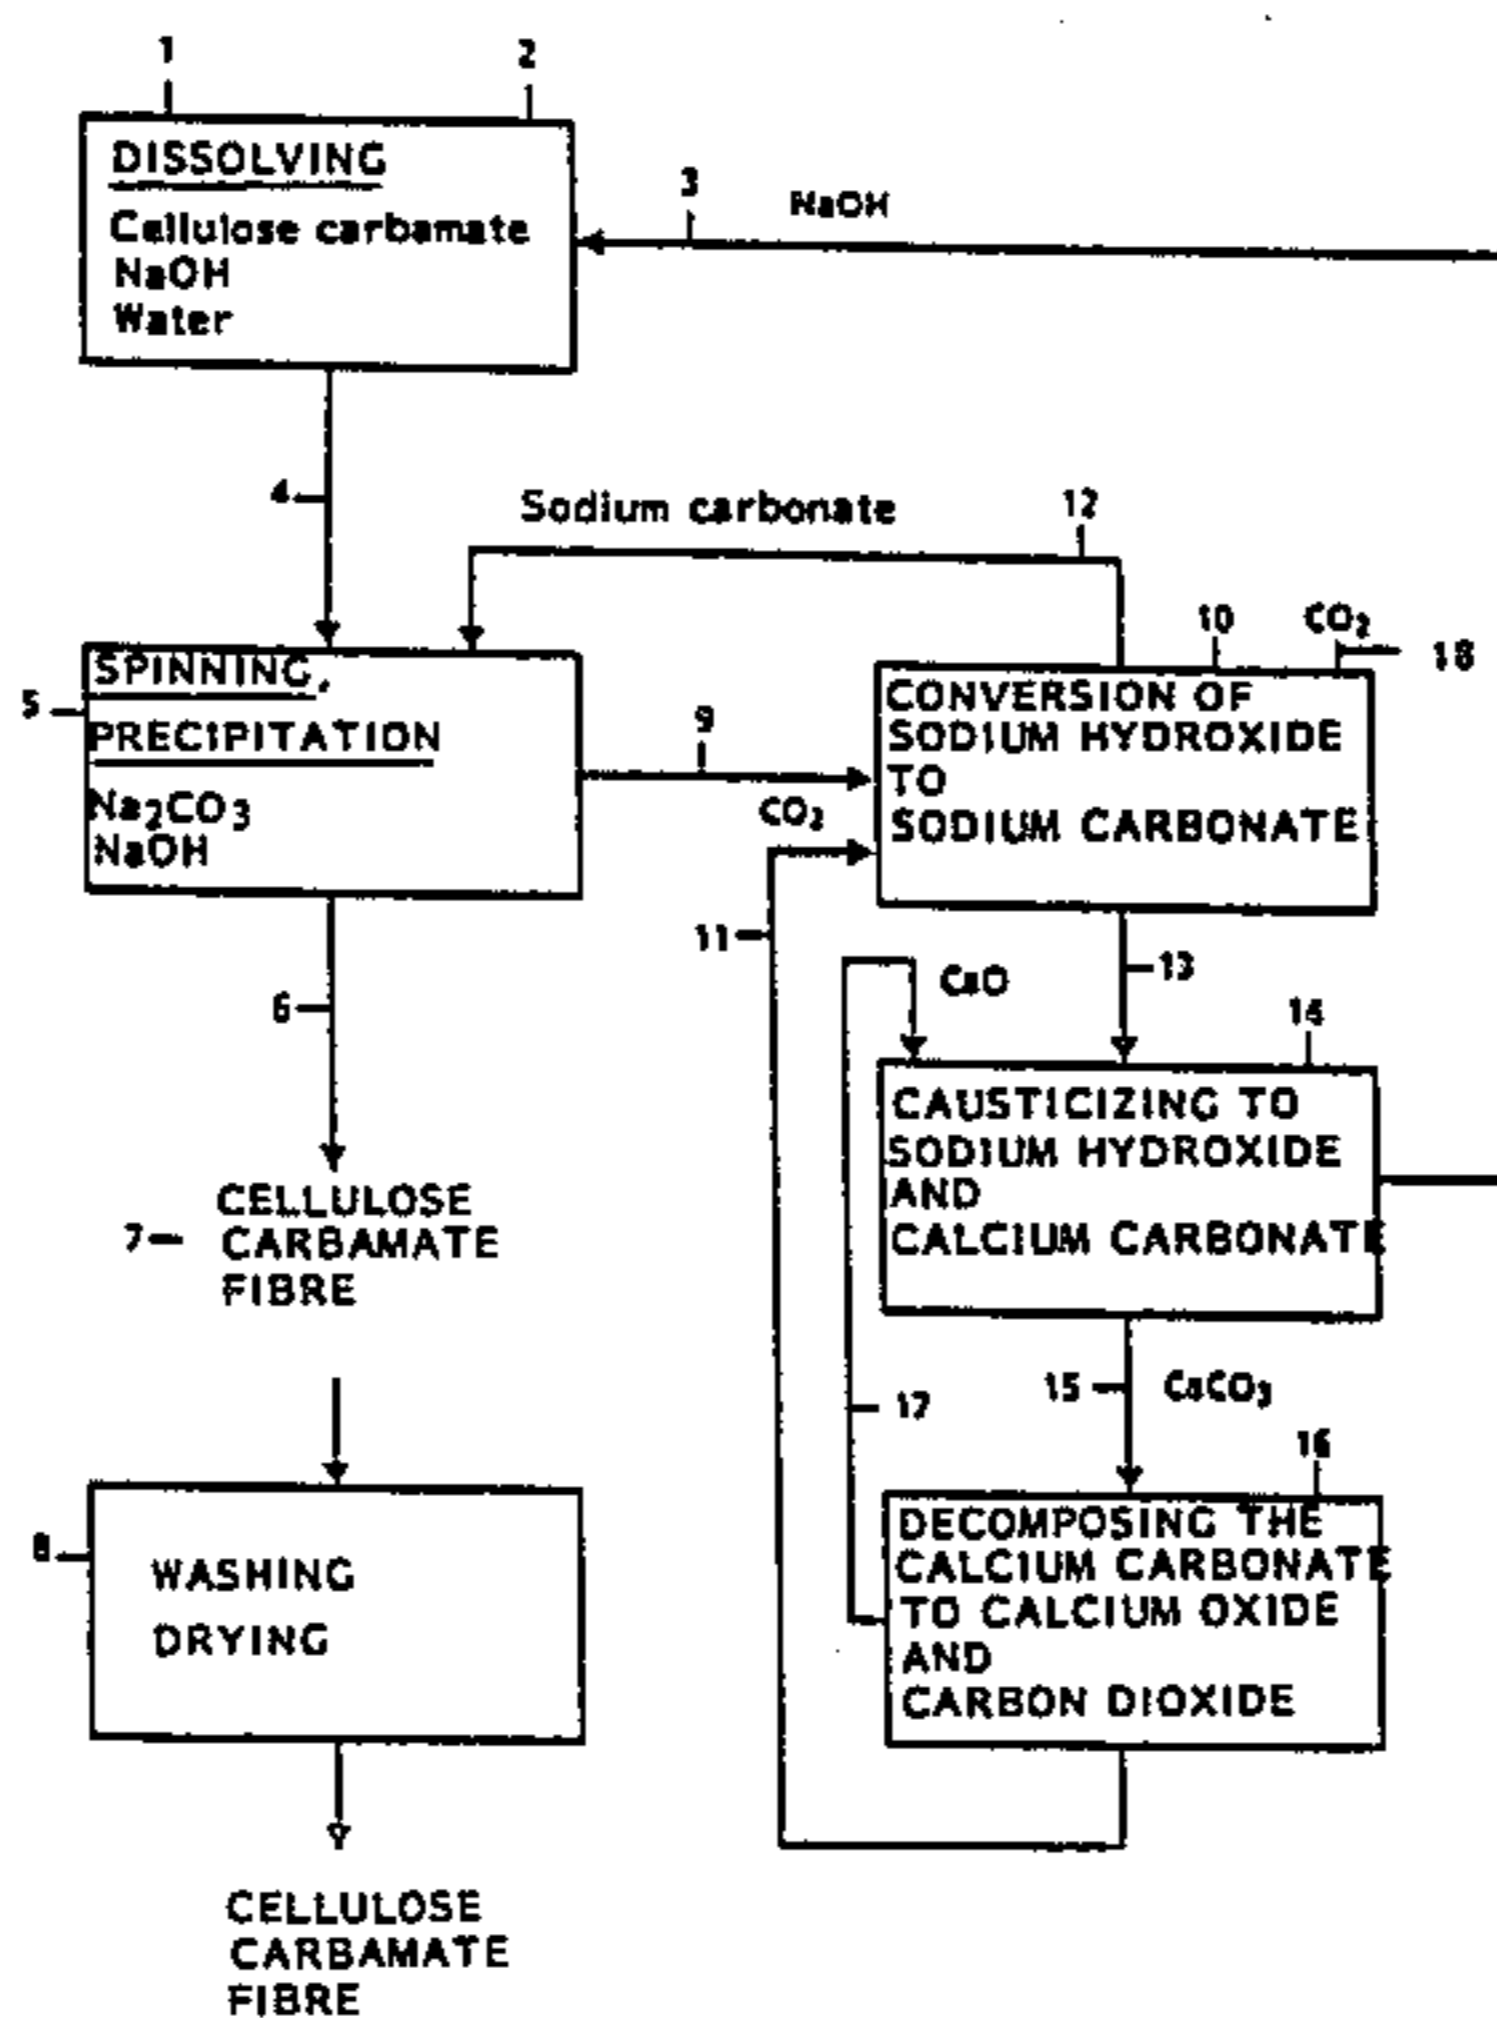 1
2
DISSOLVING
Cellulose carbamate
NaOH
Water
3
NaOH
4
Sodium carbonate
12
10
CO2
18
5
SPINNING,
PRECIPITATION
Na2CO3
NaOH
9
CO2
CONVERSION OF
SODIUM HYDROXIDE
TO
SODIUM CARBONATE
11
13
CaO
6
14
CAUSTICIZING TO
SODIUM HYDROXIDE
AND
CALCIUM CARBONATE
7
CELLULOSE
CARBAMATE
FIBRE
15
CaCO3
17
16
8
WASHING
DRYING
DECOMPOSING THE
CALCIUM CARBONATE
TO CALCIUM OXIDE
AND
CARBON DIOXIDE
CELLULOSE
CARBAMATE
FIBRE